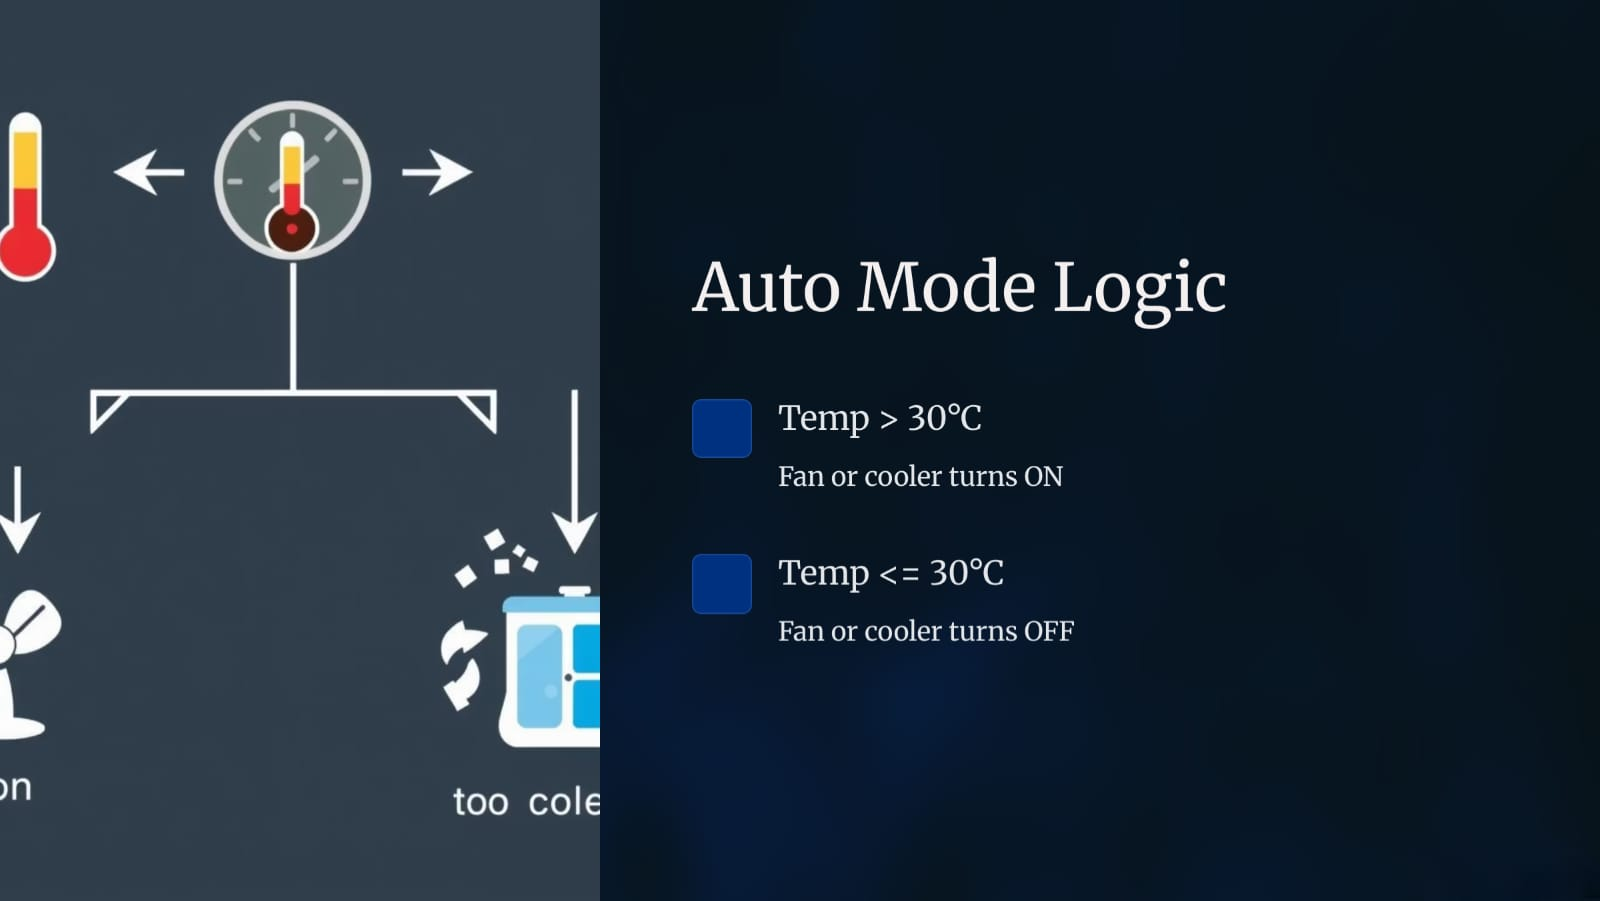 Auto Mode Logic
Temp > 30°C
Fan or cooler turns ON
Temp <= 30°C
Fan or cooler turns OFF
on
too cole